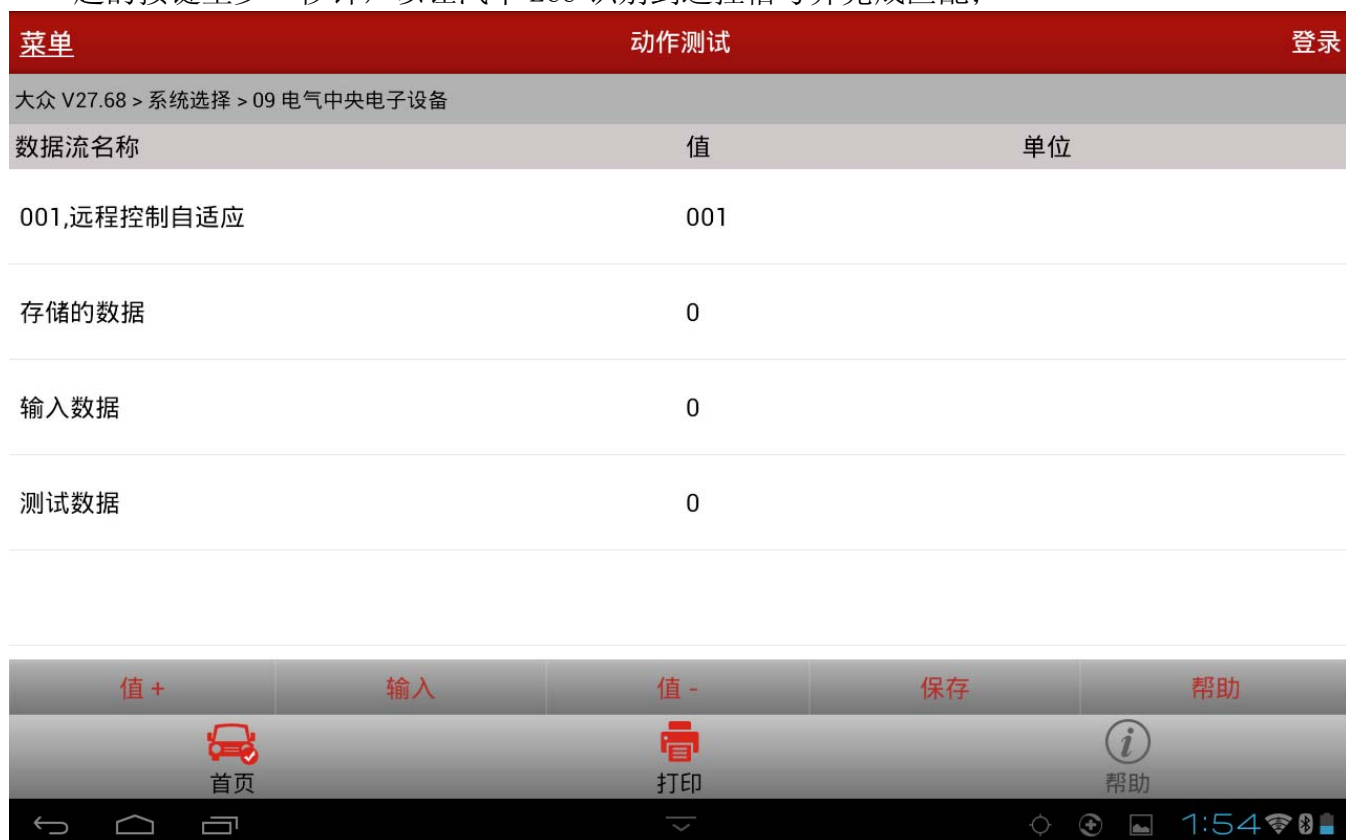 菜单 动作测试 登录
大众 V27.68 > 系统选择 > 09 电气中央电子设备
数据流名称 值 单位
001,远程控制自适应 001
存储的数据 0
输入数据 0
测试数据 0
值 + 输入 值 - 保存 帮助
首页 打印 帮助
1:54